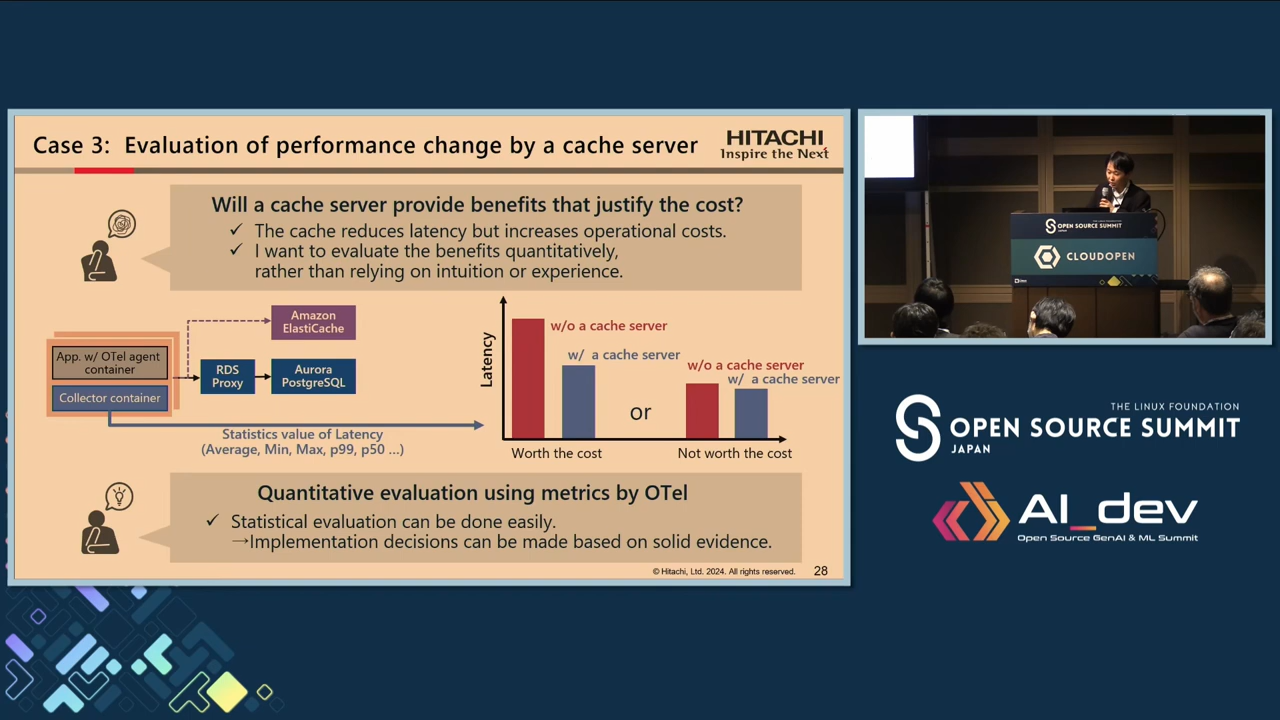 Case 3: Evaluation of performance change by a cache server
HITACHI
Inspire the Next
Will a cache server provide benefits that justify the cost?
✓ The cache reduces latency but increases operational costs.
✓ I want to evaluate the benefits quantitatively,
rather than relying on intuition or experience.
Amazon
ElastiCache
App. w/ OTel agent
container
Collector container
RDS
Proxy
Aurora
PostgreSQL
Statistics value of Latency
(Average, Min, Max, p99, p50 ...)
Latency
w/o a cache server
w/ a cache server
or
w/o a cache server
w/ a cache server
Worth the cost
Not worth the cost
Quantitative evaluation using metrics by OTel
✓ Statistical evaluation can be done easily.
→Implementation decisions can be made based on solid evidence.
© Hitachi, Ltd. 2024. All rights reserved.
28
OPEN SOURCE SUMMIT
CLOUDOPEN
THE LINUX FOUNDATION
OPEN SOURCE SUMMIT
JAPAN
AI_dev
Open Source GenAI & ML Summit